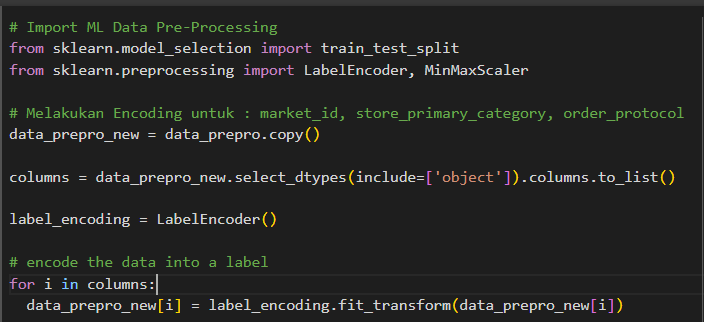 # Import ML Data Pre-Processing
from sklearn.model_selection import train_test_split
from sklearn.preprocessing import LabelEncoder, MinMaxScaler
# Melakukan Encoding untuk : market_id, store_primary_category, order_protocol
data_prepro_new = data_prepro.copy()
columns = data_prepro_new.select_dtypes(include=['object']).columns.to_list()
label_encoding = LabelEncoder()
# encode the data into a label
for i in columns:
  data_prepro_new[i] = label_encoding.fit_transform(data_prepro_new[i])